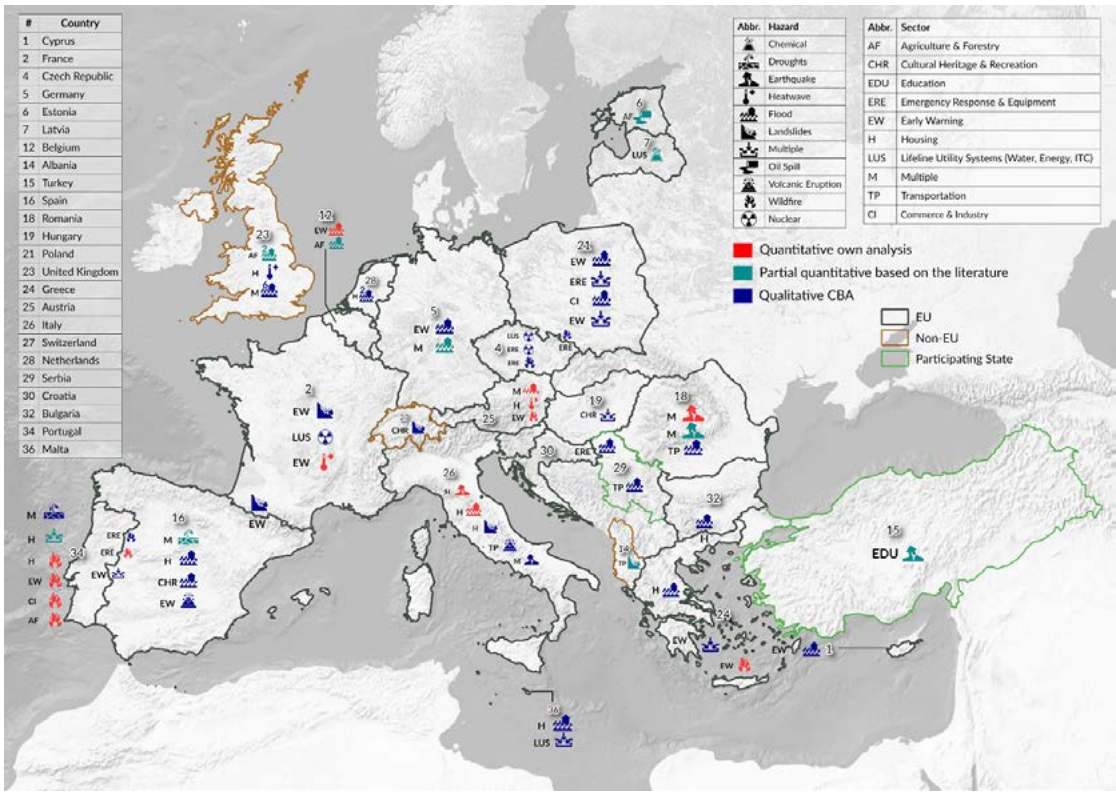 # Country
1 Cyprus
2 France
4 Czech Republic
5 Germany
6 Estonia
7 Latvia
12 Belgium
14 Albania
15 Turkey
16 Spain
18 Romania
19 Hungary
21 Poland
23 United Kingdom
24 Greece
25 Austria
26 Italy
27 Switzerland
28 Netherlands
29 Serbia
30 Croatia
32 Bulgaria
34 Portugal
36 Malta
Abbr. Hazard
Chemical
Droughts
Earthquake
Heatwave
Flood
Landslides
Multiple
Oil Spill
Volcanic Eruption
Wildfire
Nuclear
Abbr. Sector
AF Agriculture & Forestry
CHR Cultural Heritage & Recreation
EDU Education
ERE Emergency Response & Equipment
EW Early Warning
H Housing
LUS Lifeline Utility Systems (Water, Energy, ITC)
M Multiple
TP Transportation
CI Commerce & Industry
Quantitative own analysis
Partial quantitative based on the literature
Qualitative CBA
EU
Non-EU
Participating State
6
AF
7
LUS
12
EW
AF
23
AF
H
M
28
21
EW
ERE
CI
EW
5
EW
M
4
LUS
ERE
ERE
ERE
2
EW
LUS
EW
EW
CHR
25
M
H
EW
19
CHR
18
M
M
TP
30
ERE
29
TP
26
H
H
TP
M
32
H
14
TP
15
EDU
H
24
EW
EW
EW
1
16
M
H
CHR
EW
34
ERE
ERE
EW
M
H
H
EW
CI
AF
36
H
LUS